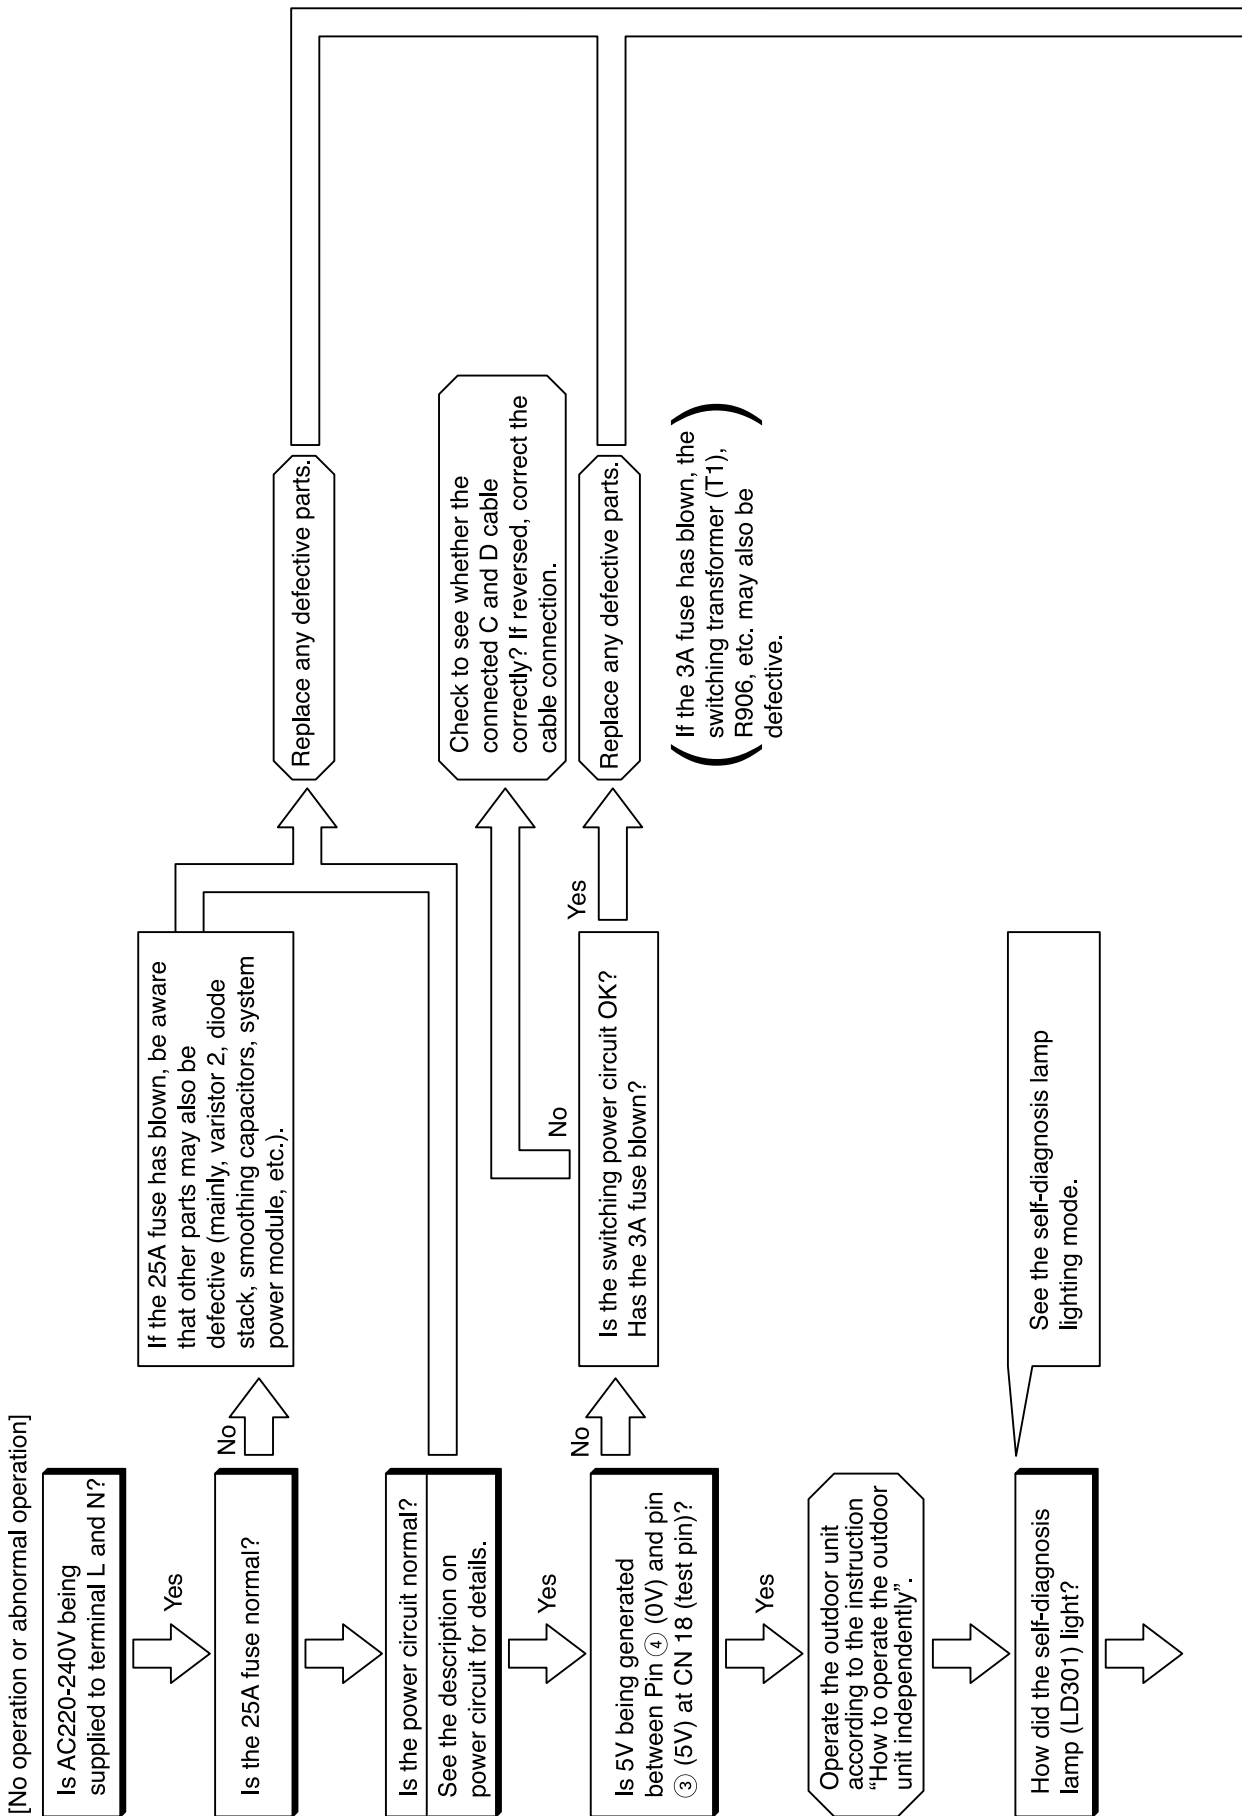 [No operation or abnormal operation]
Is AC220-240V being
supplied to terminal L and N?
Yes
Is the 25A fuse normal?
No
If the 25A fuse has blown, be aware
that other parts may also be
defective (mainly, varistor 2, diode
stack, smoothing capacitors, system
power module, etc.).
Replace any defective parts.
Is the power circuit normal?
See the description on
power circuit for details.
Yes
Is 5V being generated
between Pin ④ (0V) and pin
③ (5V) at CN 18 (test pin)?
No
Is the switching power circuit OK?
Has the 3A fuse blown?
No
Check to see whether the
connected C and D cable
correctly? If reversed, correct the
cable connection.
Yes
Replace any defective parts.
If the 3A fuse has blown, the
switching transformer (T1),
R906, etc. may also be
defective.
Yes
Operate the outdoor unit
according to the instruction
“How to operate the outdoor
unit independently”.
How did the self-diagnosis
lamp (LD301) light?
See the self-diagnosis lamp
lighting mode.